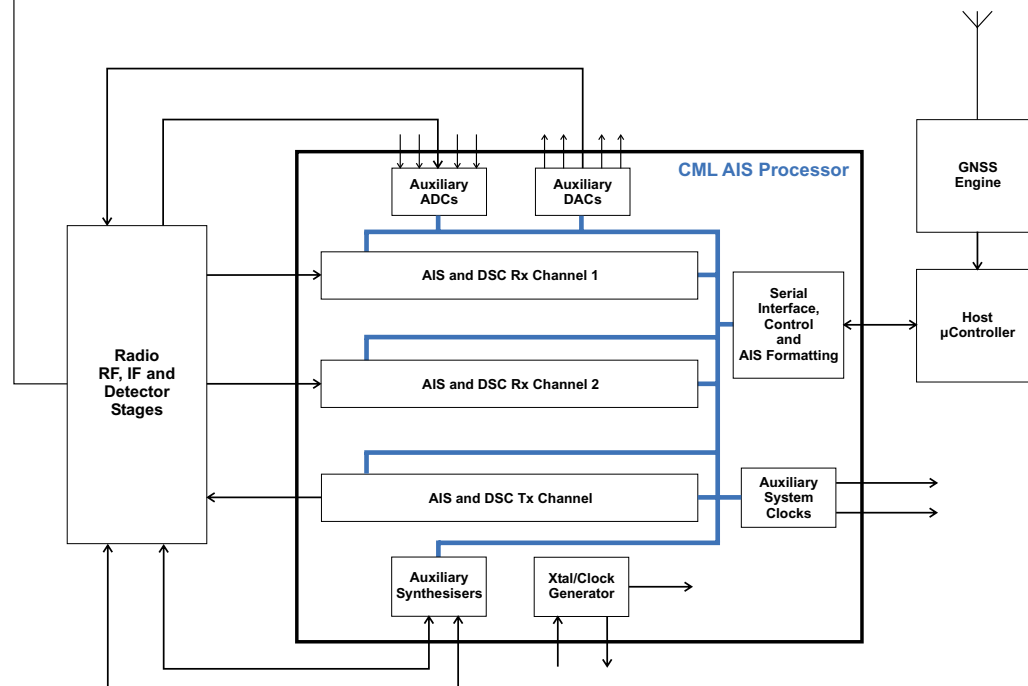 CML AIS Processor
Auxiliary
ADCs
Auxiliary
DACs
GNSS
Engine
AIS and DSC Rx Channel 1
Serial
Interface,
Control
and
AIS Formatting
Host
µController
Radio
RF, IF and
Detector
Stages
AIS and DSC Rx Channel 2
AIS and DSC Tx Channel
Auxiliary
System
Clocks
Auxiliary
Synthesisers
Xtal/Clock
Generator